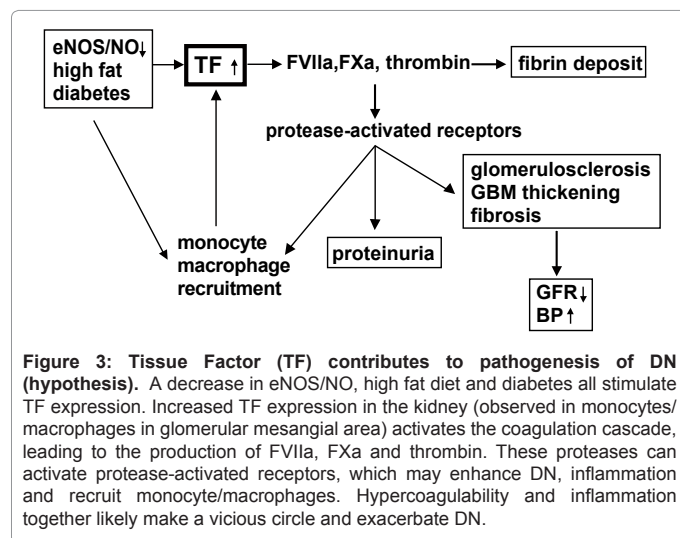 eNOS/NO↓
high fat
diabetes
TF ↑
FVIIa,FXa, thrombin
fibrin deposit
protease-activated receptors
glomerulosclerosis
GBM thickening
fibrosis
monocyte
macrophage
recruitment
proteinuria
GFR↓
BP↑
Figure 3: Tissue Factor (TF) contributes to pathogenesis of DN
(hypothesis). A decrease in eNOS/NO, high fat diet and diabetes all stimulate
TF expression. Increased TF expression in the kidney (observed in monocytes/
macrophages in glomerular mesangial area) activates the coagulation cascade,
leading to the production of FVIIa, FXa and thrombin. These proteases can
activate protease-activated receptors, which may enhance DN, inflammation
and recruit monocyte/macrophages. Hypercoagulability and inflammation
together likely make a vicious circle and exacerbate DN.